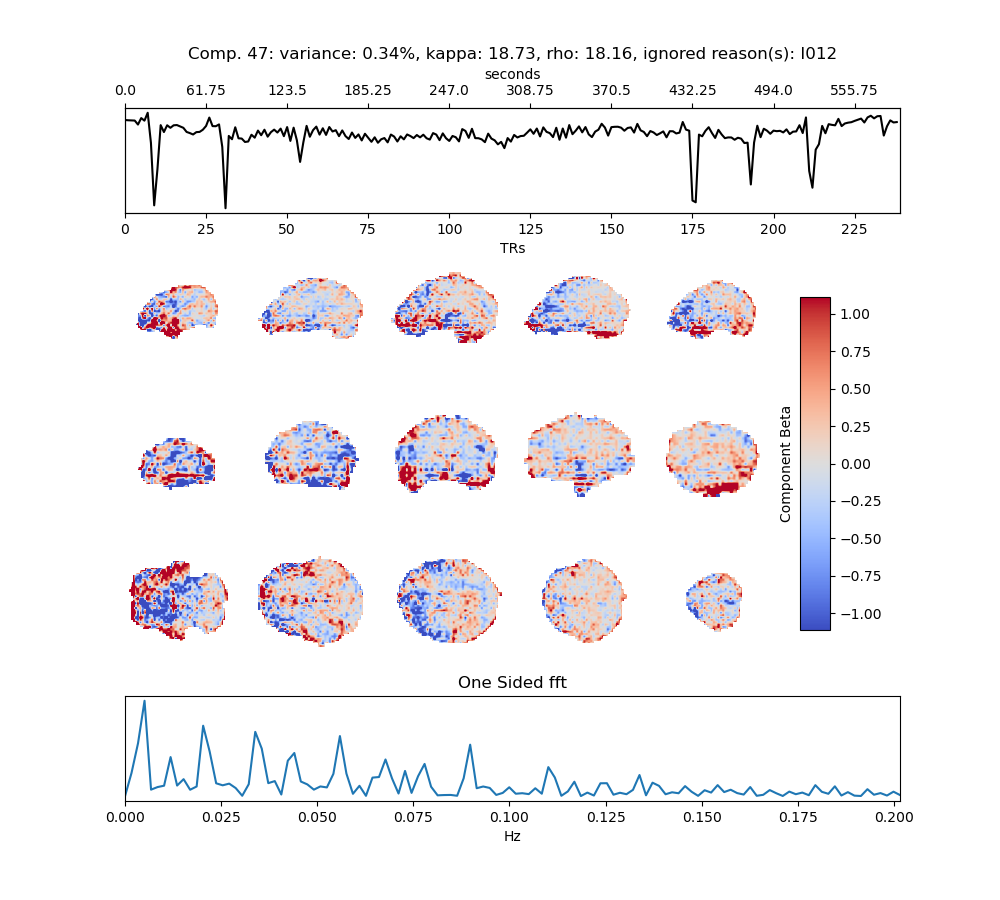 Comp. 47: variance: 0.34%, kappa: 18.73, rho: 18.16, ignored reason(s): I012
seconds
0.0 61.75 123.5 185.25 247.0 308.75 370.5 432.25 494.0 555.75
0 25 50 75 100 125 150 175 200 225
TRs
1.00
0.75
0.50
0.25
0.00
−0.25
−0.50
−0.75
−1.00
Component Beta
One Sided fft
0.000 0.025 0.050 0.075 0.100 0.125 0.150 0.175 0.200
Hz